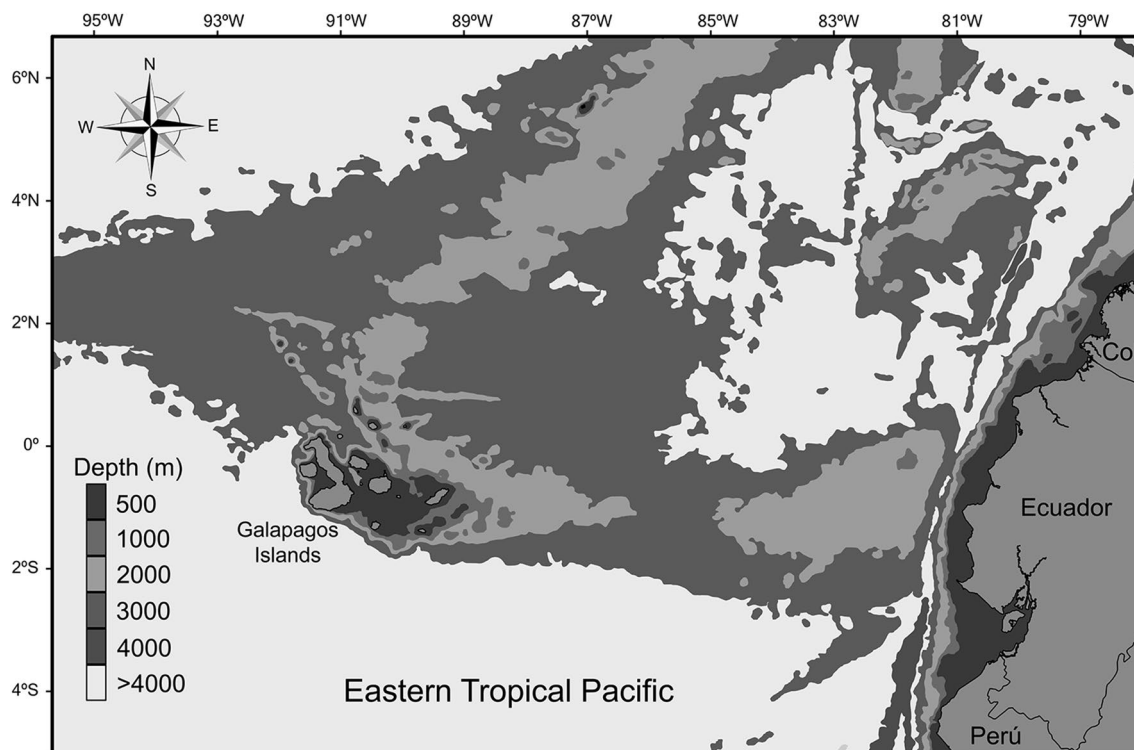 95ºW 93ºW 91ºW 89ºW 87ºW 85ºW 83ºW 81ºW 79ºW
6ºN
N
W E
S
4ºN
2ºN
Co
0º
Depth (m)
500
1000
2000
3000
4000
>4000
Galapagos
Islands
Ecuador
2ºS
4ºS
Eastern Tropical Pacific
Perú